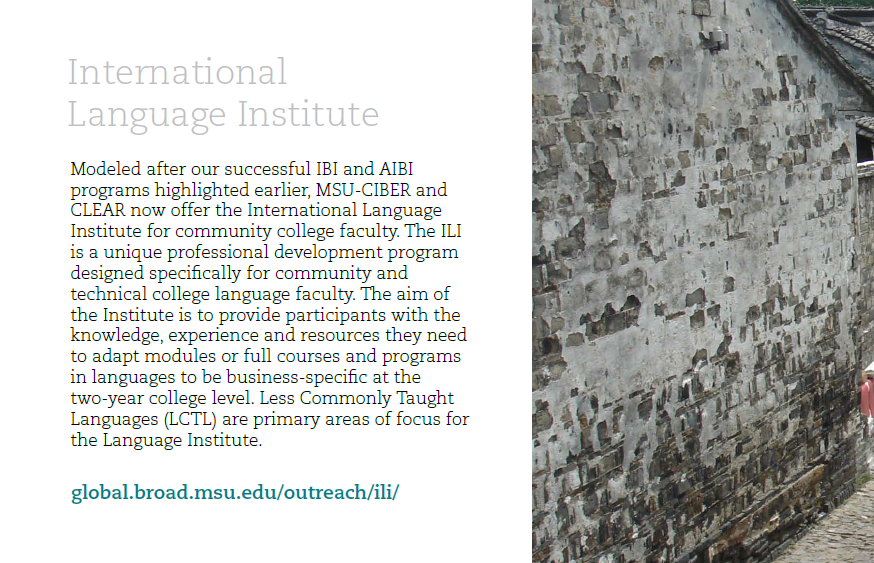 International
Language Institute
Modeled after our successful IBI and AIBI
programs highlighted earlier, MSU-CIBER and
CLEAR now offer the International Language
Institute for community college faculty. The ILI
is a unique professional development program
designed specifically for community and
technical college language faculty. The aim of
the Institute is to provide participants with the
knowledge, experience and resources they need
to adapt modules or full courses and programs
in languages to be business-specific at the
two-year college level. Less Commonly Taught
Languages (LCTL) are primary areas of focus for
the Language Institute.
global.broad.msu.edu/outreach/ili/